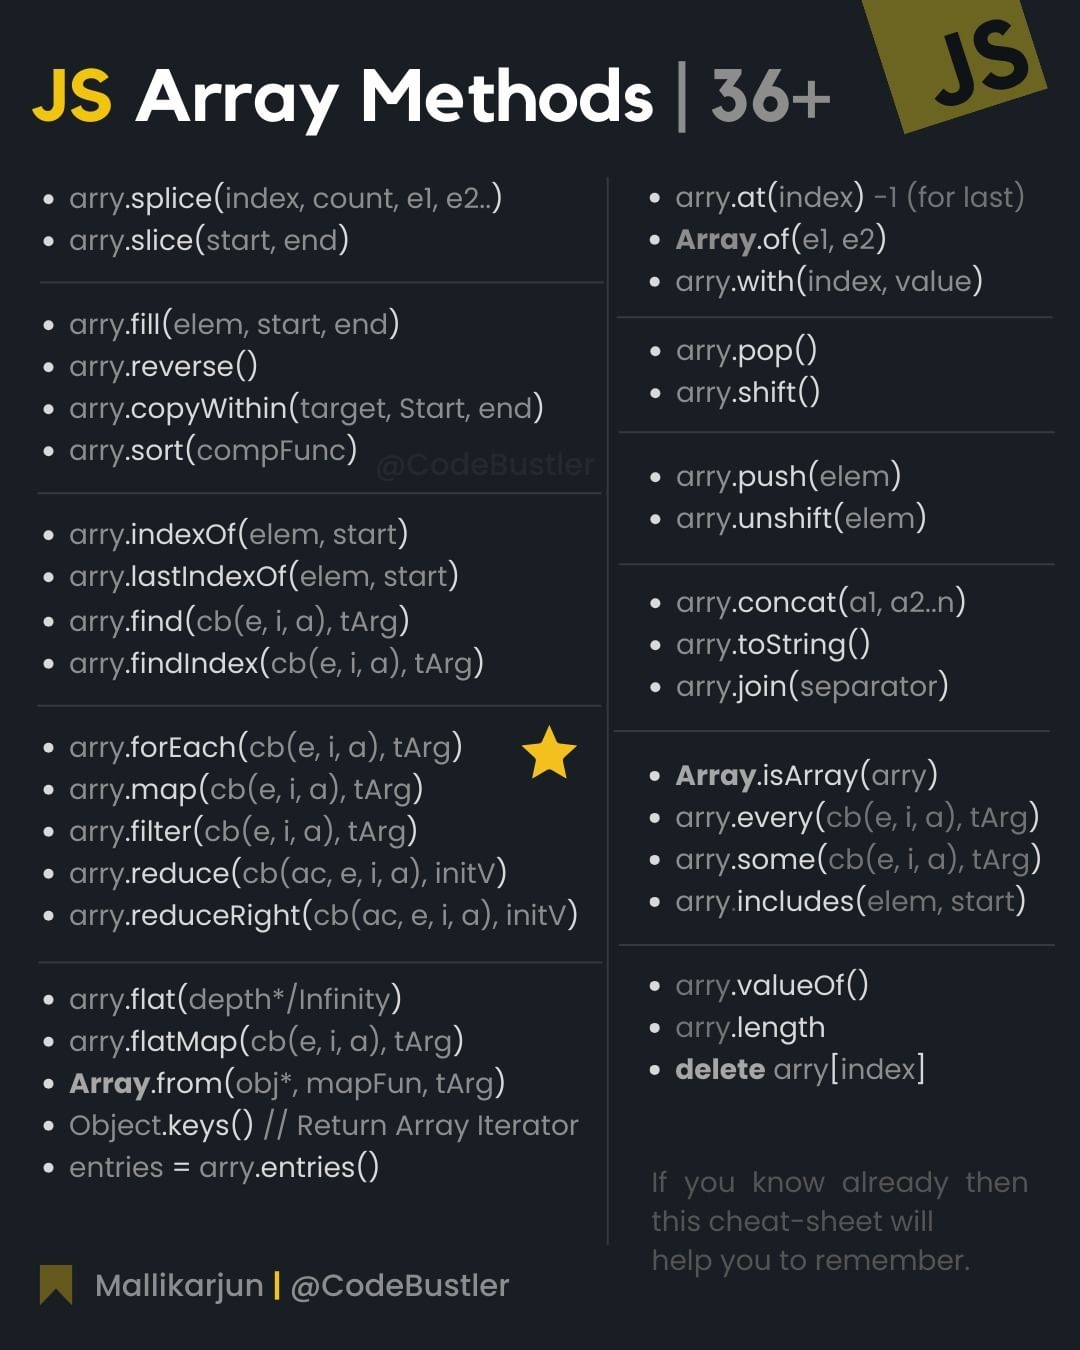 JS Array Methods | 36+
JS
arry.splice(index, count, e1, e2..)
arry.slice(start, end)
arry.fill(elem, start, end)
arry.reverse()
arry.copyWithin(target, Start, end)
arry.sort(compFunc)
@CodeBustler
arry.indexOf(elem, start)
arry.lastIndexOf(elem, start)
arry.find(cb(e, i, a), tArg)
arry.findIndex(cb(e, i, a), tArg)
arry.forEach(cb(e, i, a), tArg)
arry.map(cb(e, i, a), tArg)
arry.filter(cb(e, i, a), tArg)
arry.reduce(cb(ac, e, i, a), initV)
arry.reduceRight(cb(ac, e, i, a), initV)
arry.flat(depth*/Infinity)
arry.flatMap(cb(e, i, a), tArg)
Array.from(obj*, mapFun, tArg)
Object.keys() // Return Array Iterator
entries = arry.entries()
arry.at(index) -1 (for last)
Array.of(e1, e2)
arry.with(index, value)
arry.pop()
arry.shift()
arry.push(elem)
arry.unshift(elem)
arry.concat(a1, a2..n)
arry.toString()
arry.join(separator)
Array.isArray(arry)
arry.every(cb(e, i, a), tArg)
arry.some(cb(e, i, a), tArg)
arry.includes(elem, start)
arry.valueOf()
arry.length
delete arry[index]
If you know already then
this cheat-sheet will
help you to remember.
Mallikarjun | @CodeBustler